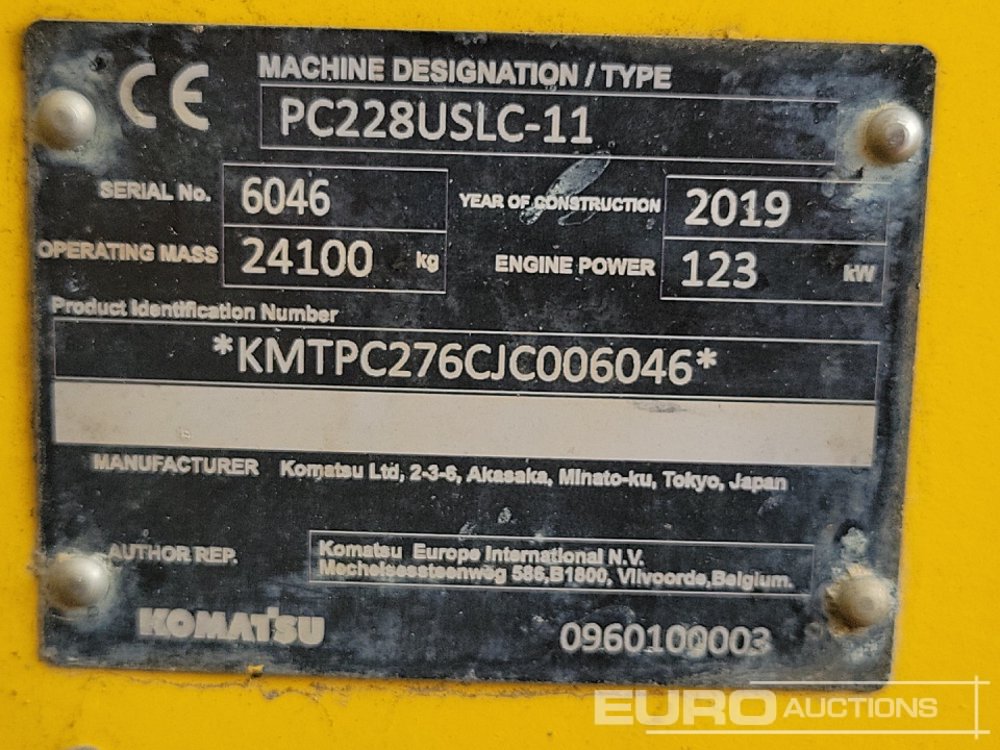 CE
MACHINE DESIGNATION / TYPE
PC228USLC-11
SERIAL No. 6046 YEAR OF CONSTRUCTION 2019
OPERATING MASS 24100 kg ENGINE POWER 123 kW
Product Identification Number
*KMTPC276CJC006046*
MANUFACTURER Komatsu Ltd, 2-3-6, Akasaka, Minato-ku, Tokyo, Japan
AUTHOR REP. Komatsu Europe International N.V.
Mechelsesteenweg 586,B1800, Vilvoorde,Belgium.
KOMATSU 0960100003
EURO AUCTIONS